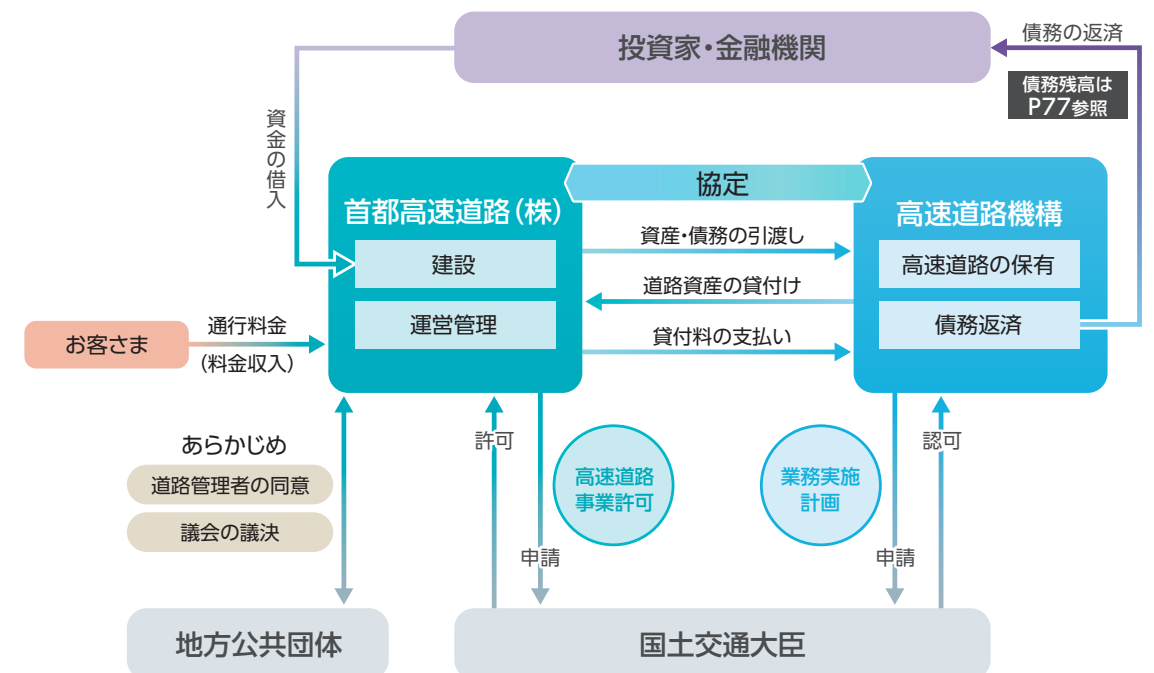 投資家・金融機関
債務の返済
債務残高は
P77参照
資金の借入
協定
首都高速道路(株)
高速道路機構
建設
資産・債務の引渡し
高速道路の保有
道路資産の貸付け
運営管理
債務返済
貸付料の支払い
お客さま
通行料金
(料金収入)
あらかじめ
道路管理者の同意
議会の議決
許可
申請
高速道路
事業許可
業務実施
計画
申請
認可
地方公共団体
国土交通大臣